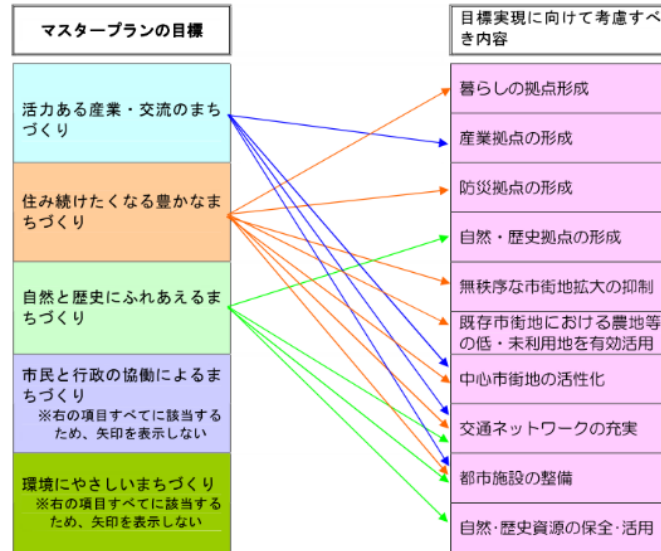 マスタープランの目標
目標実現に向けて考慮すべ
き内容
活力ある産業・交流のまち
づくり
住み続けたくなる豊かなま
ちづくり
自然と歴史にふれあえるま
ちづくり
市民と行政の協働によるま
ちづくり
※右の項目すべてに該当する
ため、矢印を表示しない
環境にやさしいまちづくり
※右の項目すべてに該当する
ため、矢印を表示しない
暮らしの拠点形成
産業拠点の形成
防災拠点の形成
自然・歴史拠点の形成
無秩序な市街地拡大の抑制
既存市街地における農地等
の低・未利用地を有効活用
中心市街地の活性化
交通ネットワークの充実
都市施設の整備
自然・歴史資源の保全・活用